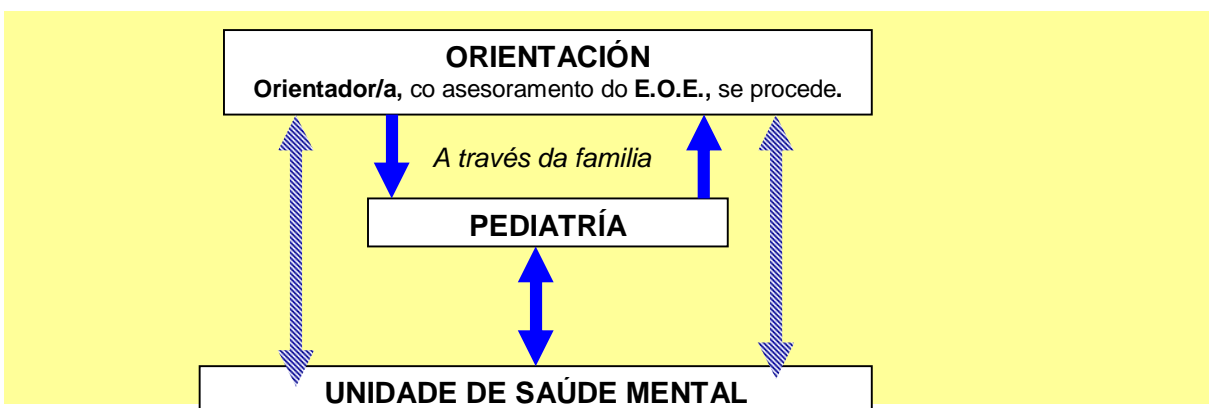 ORIENTACIÓN
Orientador/a, co asesoramento do E.O.E., se procede.
A través da familia
PEDIATRÍA
UNIDADE DE SAÚDE MENTAL